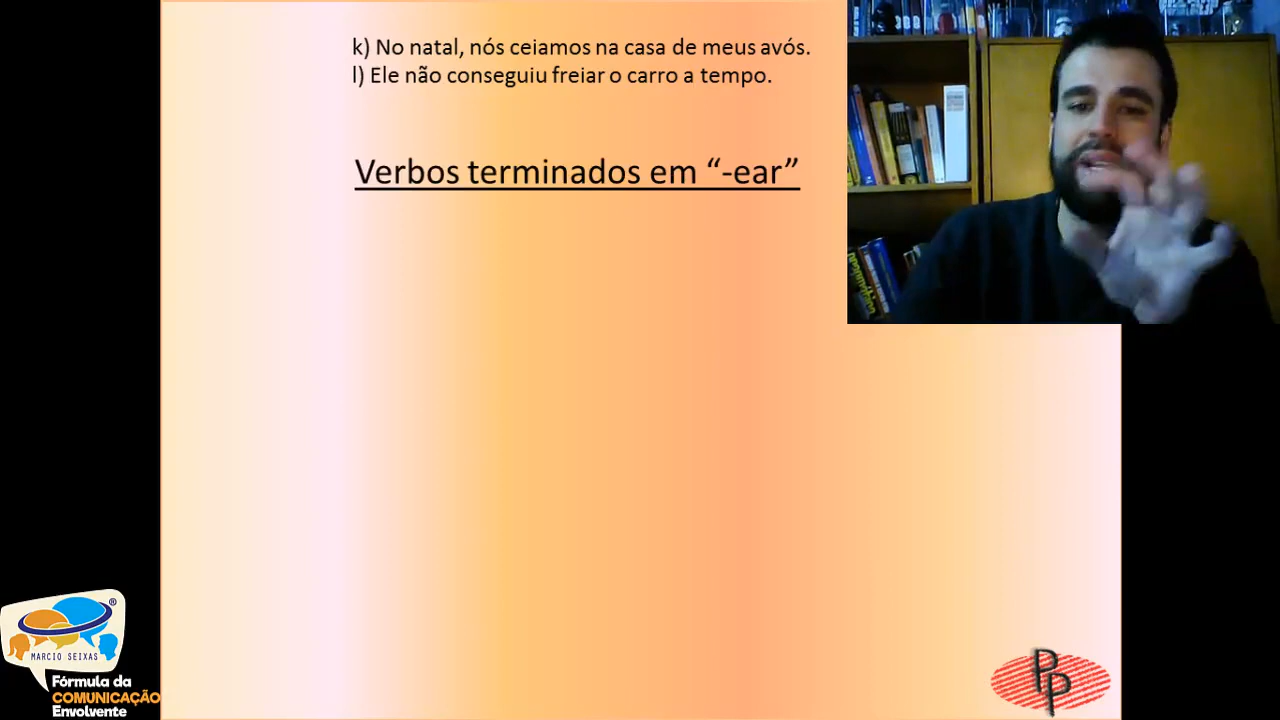 k) No natal, nós ceiamos na casa de meus avós.
l) Ele não conseguiu freiar o carro a tempo.
Verbos terminados em “-ear”
®
MARCIO SEIXAS
Fórmula da
COMUNICAÇÃO
Envolvente
PP